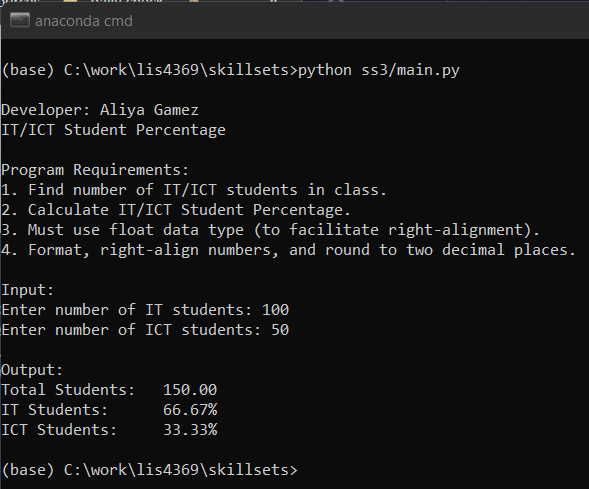 anaconda cmd
(base) C:\work\lis4369\skillsets>python ss3/main.py
Developer: Aliya Gamez
IT/ICT Student Percentage
Program Requirements:
1. Find number of IT/ICT students in class.
2. Calculate IT/ICT Student Percentage.
3. Must use float data type (to facilitate right-alignment).
4. Format, right-align numbers, and round to two decimal places.
Input:
Enter number of IT students: 100
Enter number of ICT students: 50
Output:
Total Students:   150.00
IT Students:      66.67%
ICT Students:     33.33%
(base) C:\work\lis4369\skillsets>